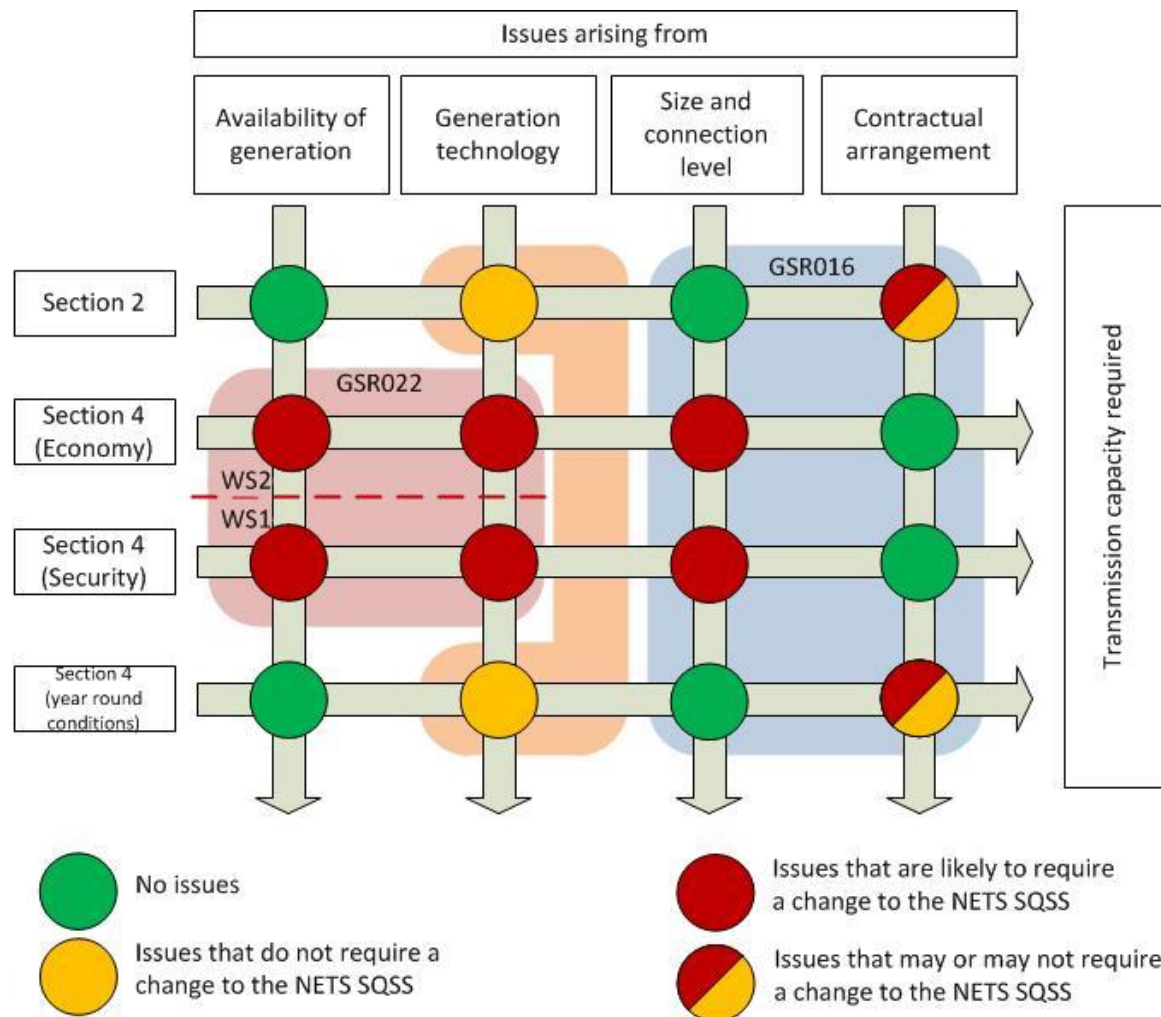 Issues arising from
Availability of
generation
Generation
technology
Size and
connection
level
Contractual
arrangement
GSR016
Section 2
GSR022
Section 4
(Economy)
WS2
WS1
Section 4
(Security)
Section 4
(year round
conditions)
Transmission capacity required
No issues
Issues that do not require a
change to the NETS SQSS
Issues that are likely to require
a change to the NETS SQSS
Issues that may or may not require
a change to the NETS SQSS